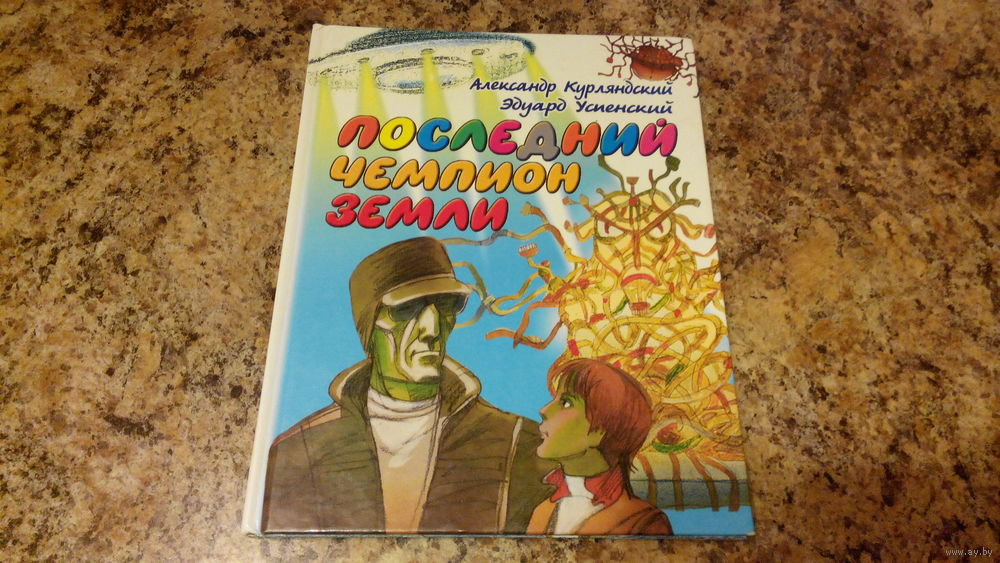 Александр Курляндский
Эдуард Успенский
ПОСЛЕДНИЙ
ЧЕМПИОН
ЗЕМЛИ
www.ay.by